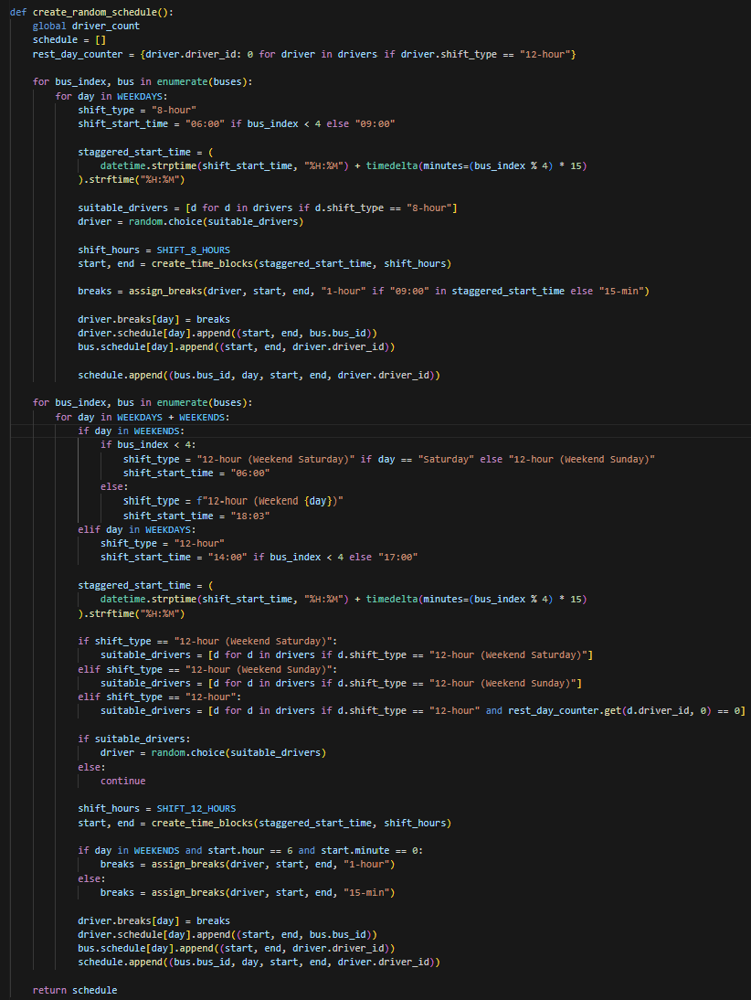 def create_random_schedule():
    global driver_count
    schedule = []
    rest_day_counter = {driver.driver_id: 0 for driver in drivers if driver.shift_type == "12-hour"}

    for bus_index, bus in enumerate(buses):
        for day in WEEKDAYS:
            shift_type = "8-hour"
            shift_start_time = "06:00" if bus_index < 4 else "09:00"

            staggered_start_time = (
                datetime.strptime(shift_start_time, "%H:%M") + timedelta(minutes=(bus_index % 4) * 15)
            ).strftime("%H:%M")

            suitable_drivers = [d for d in drivers if d.shift_type == "8-hour"]
            driver = random.choice(suitable_drivers)

            shift_hours = SHIFT_8_HOURS
            start, end = create_time_blocks(staggered_start_time, shift_hours)

            breaks = assign_breaks(driver, start, end, "1-hour" if "09:00" in staggered_start_time else "15-min")

            driver.breaks[day] = breaks
            driver.schedule[day].append((start, end, bus.bus_id))
            bus.schedule[day].append((start, end, driver.driver_id))

            schedule.append((bus.bus_id, day, start, end, driver.driver_id))

    for bus_index, bus in enumerate(buses):
        for day in WEEKDAYS + WEEKENDS:
            if day in WEEKENDS:
                if bus_index < 4:
                    shift_type = "12-hour (Weekend Saturday)" if day == "Saturday" else "12-hour (Weekend Sunday)"
                    shift_start_time = "06:00"
                else:
                    shift_type = f"12-hour (Weekend {day})"
                    shift_start_time = "18:03"
            elif day in WEEKDAYS:
                shift_type = "12-hour"
                shift_start_time = "14:00" if bus_index < 4 else "17:00"

            staggered_start_time = (
                datetime.strptime(shift_start_time, "%H:%M") + timedelta(minutes=(bus_index % 4) * 15)
            ).strftime("%H:%M")

            if shift_type == "12-hour (Weekend Saturday)":
                suitable_drivers = [d for d in drivers if d.shift_type == "12-hour (Weekend Saturday)"]
            elif shift_type == "12-hour (Weekend Sunday)":
                suitable_drivers = [d for d in drivers if d.shift_type == "12-hour (Weekend Sunday)"]
            elif shift_type == "12-hour":
                suitable_drivers = [d for d in drivers if d.shift_type == "12-hour" and rest_day_counter.get(d.driver_id, 0) == 0]

            if suitable_drivers:
                driver = random.choice(suitable_drivers)
            else:
                continue

            shift_hours = SHIFT_12_HOURS
            start, end = create_time_blocks(staggered_start_time, shift_hours)

            if day in WEEKENDS and start.hour == 6 and start.minute == 0:
                breaks = assign_breaks(driver, start, end, "1-hour")
            else:
                breaks = assign_breaks(driver, start, end, "15-min")

            driver.breaks[day] = breaks
            driver.schedule[day].append((start, end, bus.bus_id))
            bus.schedule[day].append((start, end, driver.driver_id))
            schedule.append((bus.bus_id, day, start, end, driver.driver_id))

    return schedule